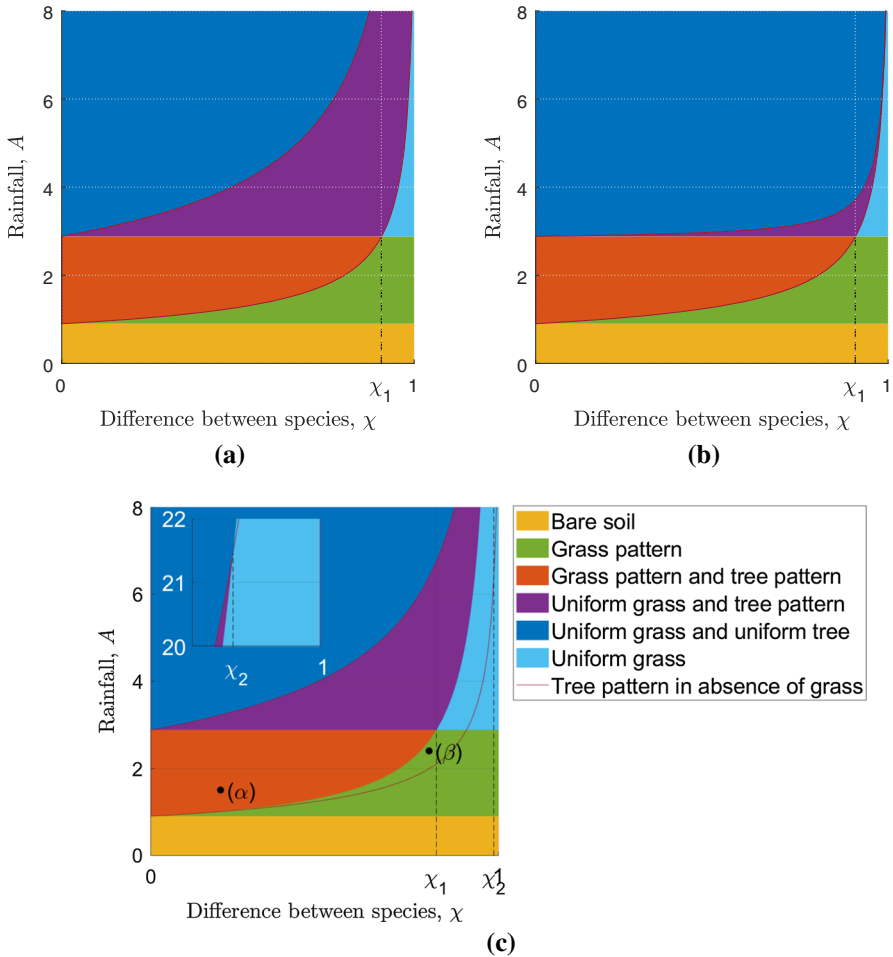 8
6
4
2
0
Rainfall, A
0
χ1
1
Difference between species, χ
(a)
8
6
4
2
0
Rainfall, A
0
χ1
1
Difference between species, χ
(b)
8
6
4
2
0
Rainfall, A
22
21
20
χ2
1
(α)
(β)
0
χ1
χ2
1
Difference between species, χ
Bare soil
Grass pattern
Grass pattern and tree pattern
Uniform grass and tree pattern
Uniform grass and uniform tree
Uniform grass
Tree pattern in absence of grass
(c)